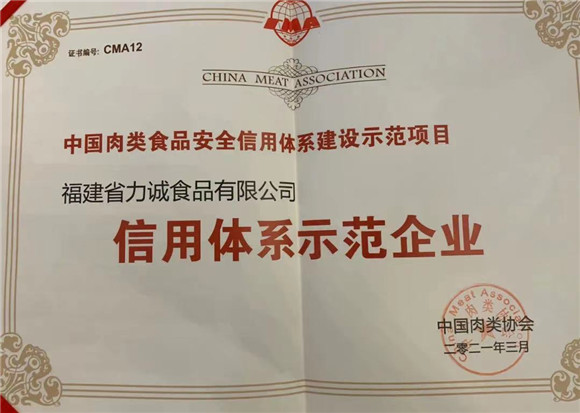 CMA
证书编号: CMA12
CHINA MEAT ASSOCIATION
中国肉类食品安全信用体系建设示范项目
福建省力诚食品有限公司
信用体系示范企业
中国肉类协会
二零二一年三月